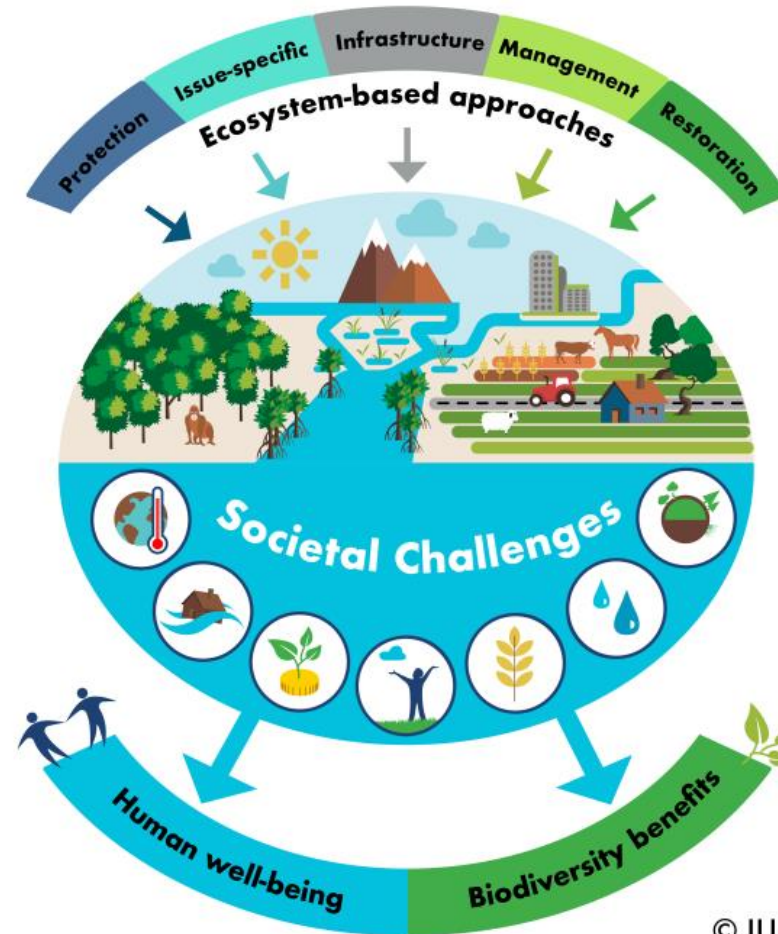 Protection
Issue-specific
Infrastructure
Management
Restoration
Ecosystem-based approaches
Societal Challenges
Human well-being
Biodiversity benefits
©